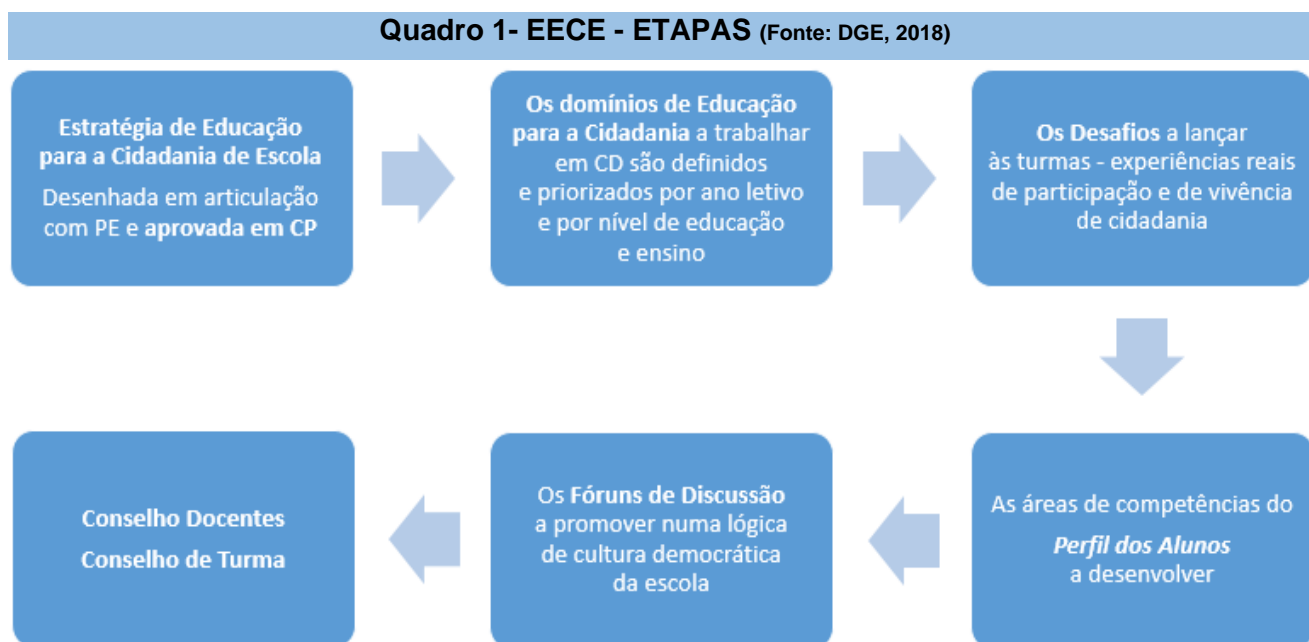 Quadro 1- EECE - ETAPAS (Fonte: DGE, 2018)
Estratégia de Educação
para a Cidadania de Escola
Desenhada em articulação
com PE e aprovada em CP
Os domínios de Educação
para a Cidadania a trabalhar
em CD são definidos
e priorizados por ano letivo
e por nível de educação
e ensino
Os Desafios a lançar
às turmas - experiências reais
de participação e de vivência
de cidadania
As áreas de competências do
Perfil dos Alunos
a desenvolver
Os Fóruns de Discussão
a promover numa lógica
de cultura democrática
da escola
Conselho Docentes
Conselho de Turma